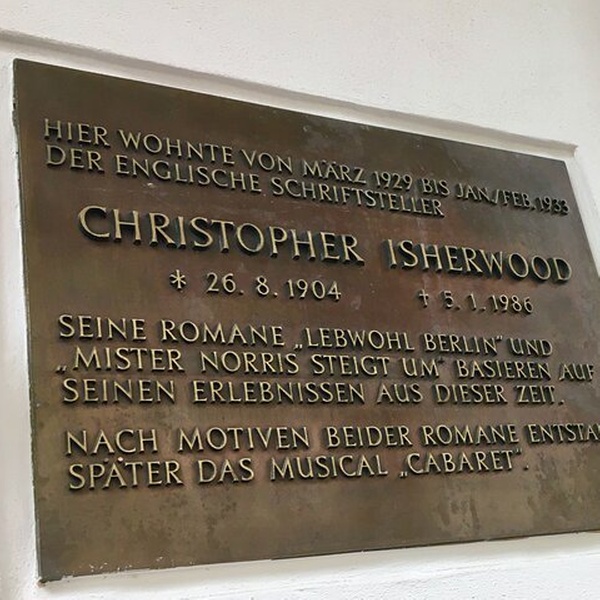 HIER WOHNTE VON MÄRZ 1929 BIS JAN./FEB. 1933
DER ENGLISCHE SCHRIFTSTELLER
CHRISTOPHER ISHERWOOD
* 26. 8. 1904 † 5. 1. 1986
SEINE ROMANE „LEBWOHL BERLIN" UND
„MISTER NORRIS STEIGT UM" BASIEREN AUF
SEINEN ERLEBNISSEN AUS DIESER ZEIT.
NACH MOTIVEN BEIDER ROMANE ENTSTA
SPÄTER DAS MUSICAL „CABARET".